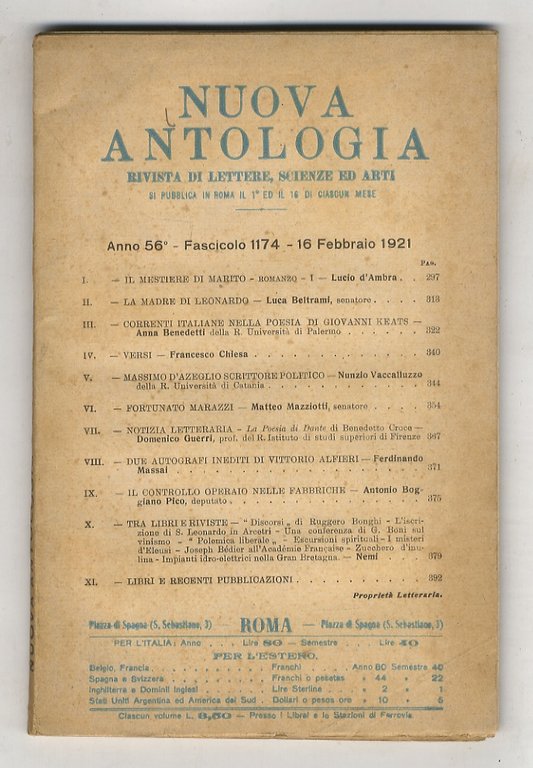 NUOVA
ANTOLOGIA
RIVISTA DI LETTERE, SCIENZE ED ARTI
SI PUBBLICA IN ROMA IL 1° ED IL 16 DI CIASCUN MESE
Anno 56° - Fascicolo 1174 - 16 Febbraio 1921
PAG.
I. — IL MESTIERE DI MARITO - ROMANZO - I — Lucio d'Ambra . . 297
II. — LA MADRE DI LEONARDO — Luca Beltrami, senatore . . . . 313
III. — CORRENTI ITALIANE NELLA POESIA DI GIOVANNI KEATS —
Anna Benedetti della R. Università di Palermo . . . . 322
IV. — VERSI — Francesco Chiesa . . . . . . . . . . . . 340
V. — MASSIMO D'AZEGLIO SCRITTORE POLITICO — Nunzio Vaccalluzzo
della R. Università di Catania . . . . . . . . . . . 344
VI. — FORTUNATO MARAZZI — Matteo Mazziotti, senatore . . . . 354
VII. — NOTIZIA LETTERARIA - La Poesia di Dante di Benedetto Croce —
Domenico Guerri, prof. del R. Istituto di studi superiori di Firenze 367
VIII. — DUE AUTOGRAFI INEDITI DI VITTORIO ALFIERI — Ferdinando
Massai . . . . . . . . . . . . . . . 371
IX. — IL CONTROLLO OPERAIO NELLE FABBRICHE — Antonio Bog-
giano Pico, deputato . . . . . . . . . . . . . 375
X. — TRA LIBRI E RIVISTE — " Discorsi „ di Ruggero Bonghi - L'iscri-
zione di S. Leonardo in Arcetri - Una conferenza di G. Boni sul
vinismo - " Polemica liberale „ - Escursioni spirituali - I misteri
d'Eleusi - Joseph Bédier all'Académie Française - Zucchero d'inu-
lina - Impianti idro-elettrici nella Gran Bretagna. — Nemi . . 379
XI. — LIBRI E RECENTI PUBBLICAZIONI . . . . . . . . . . 392
Proprietà Letteraria.
Piazza di Spagna (S. Sebastiano, 3) — ROMA — Piazza di Spagna (S. Sebastiano, 3)
PER L'ITALIA: Anno . . . Lire 80 — Semestre . . . Lire 40
PER L'ESTERO.
Belgio, Francia . . . . . . . . . . Franchi . . Anno 80 Semestre 40
Spagna e Svizzera . . . . . . . . . Franchi o pesetas » 44 » 22
Inghilterra e Dominii Inglesi . . . . . Lire Sterline . . » 2 » 1
Stati Uniti Argentina ed America del Sud . Dollari o pesos oro » 10 » 5
Ciascun volume L. 6,50 — Presso i Librai e le Stazioni di Ferrovia.